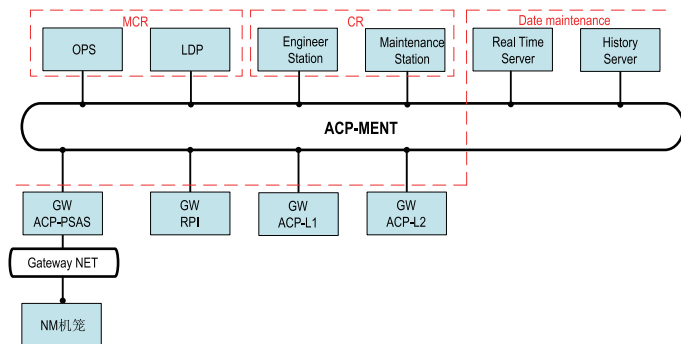 MCR
CR
Date maintenance
OPS
LDP
Engineer
Station
Maintenance
Station
Real Time
Server
History
Server
ACP-MENT
GW
ACP-PSAS
GW
RPI
GW
ACP-L1
GW
ACP-L2
Gateway NET
NM机笼